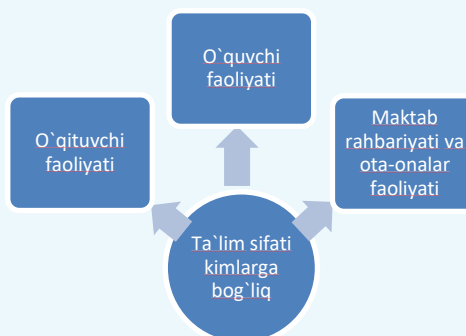 O`quvchi
faoliyati
O`qituvchi
faoliyati
Maktab
rahbariyati va
ota-onalar
faoliyati
Ta`lim sifati
kimlarga
bog`liq